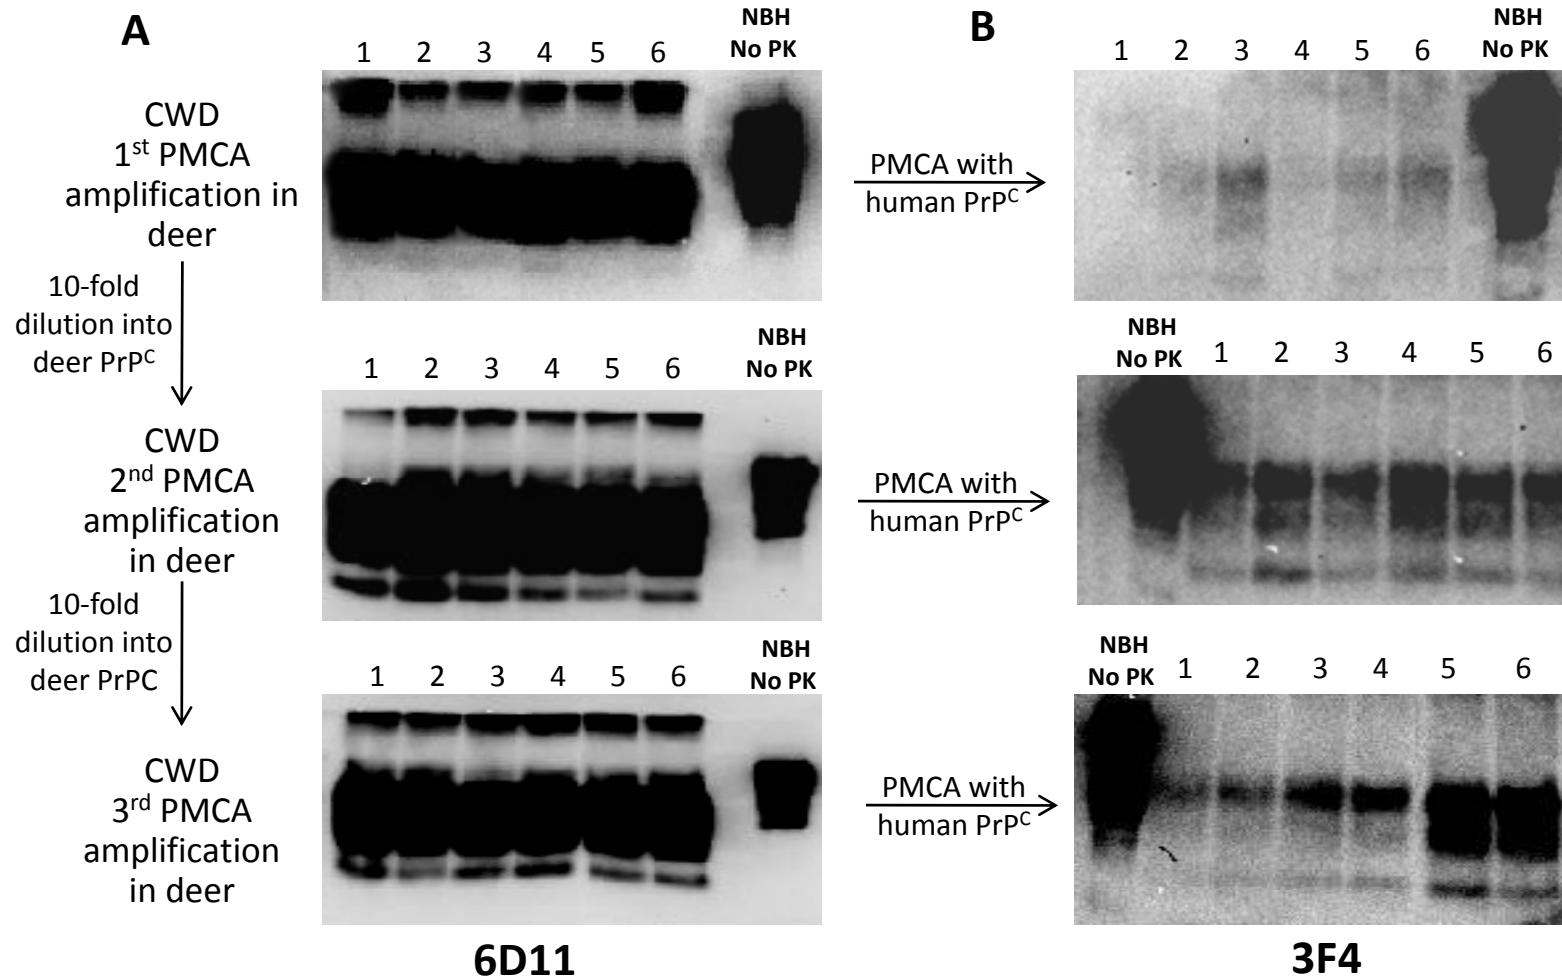 A
NBH
No PK
1 2 3 4 5 6
CWD
1st PMCA
amplification in
deer
10-fold
dilution into
deer PrPC
NBH
No PK
1 2 3 4 5 6
CWD
2nd PMCA
amplification
in deer
10-fold
dilution into
deer PrPC
NBH
No PK
1 2 3 4 5 6
CWD
3rd PMCA
amplification
in deer
6D11
B
NBH
No PK
1 2 3 4 5 6
PMCA with
human PrPC
NBH
No PK
1 2 3 4 5 6
PMCA with
human PrPC
NBH
No PK
1 2 3 4 5 6
PMCA with
human PrPC
3F4